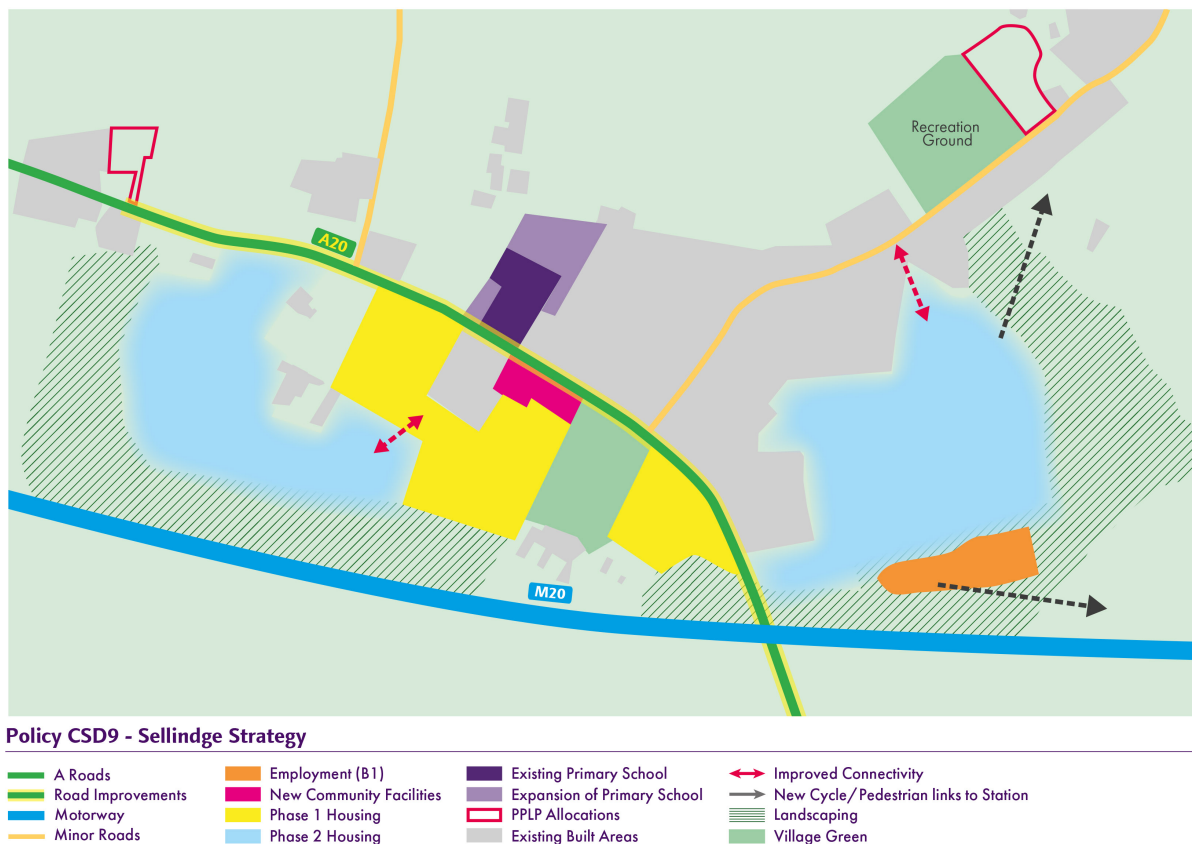 Recreation
Ground
A20
M20
Policy CSD9 - Sellindge Strategy
A Roads
Road Improvements
Motorway
Minor Roads
Employment (B1)
New Community Facilities
Phase 1 Housing
Phase 2 Housing
Existing Primary School
Expansion of Primary School
PPLP Allocations
Existing Built Areas
Improved Connectivity
New Cycle/Pedestrian links to Station
Landscaping
Village Green